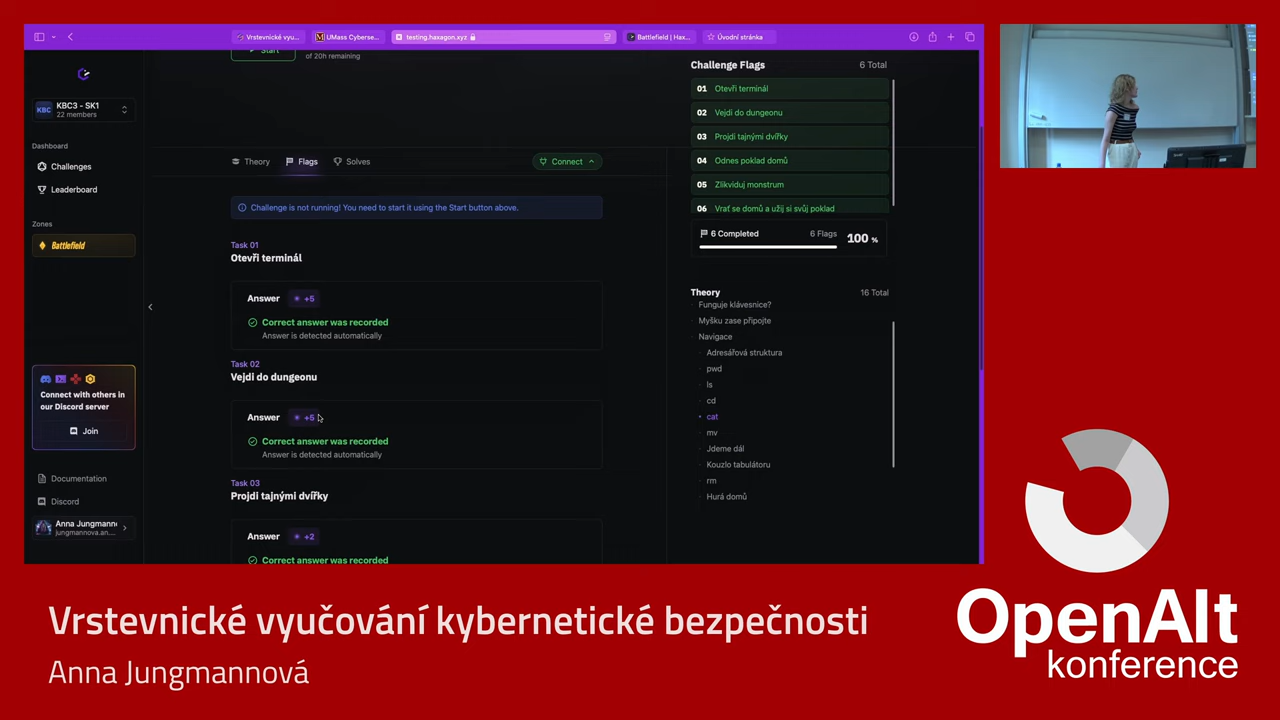 Vrstevnické vyu...
UMass Cyberse...
testing.haxagon.xyz
Battlefield | Hax...
Úvodní stránka
KBC
KBC3 - SK1
22 members
Dashboard
Challenges
Leaderboard
Zones
Battlefield
Connect with others in
our Discord server
Join
Documentation
Discord
Anna Jungmann
jungmannova.an...
Start
of 20h remaining
Theory
Flags
Solves
Connect
Challenge is not running! You need to start it using the Start button above.
Task 01
Otevři terminál
Answer +5
Correct answer was recorded
Answer is detected automatically
Task 02
Vejdi do dungeonu
Answer +5
Correct answer was recorded
Answer is detected automatically
Task 03
Projdi tajnými dvířky
Answer +2
Correct answer was recorded
Challenge Flags 6 Total
01 Otevři terminál
02 Vejdi do dungeonu
03 Projdi tajnými dvířky
04 Odnes poklad domů
05 Zlikviduj monstrum
06 Vrať se domů a užij si svůj poklad
6 Completed 6 Flags 100 %
Theory 16 Total
Funguje klávesnice?
Myšku zase připojte
Navigace
Adresářová struktura
pwd
ls
cd
cat
mv
Jdeme dál
Kouzlo tabulátoru
rm
Hurá domů
Vrstevnické vyučování kybernetické bezpečnosti
Anna Jungmannová
OpenAlt
konference